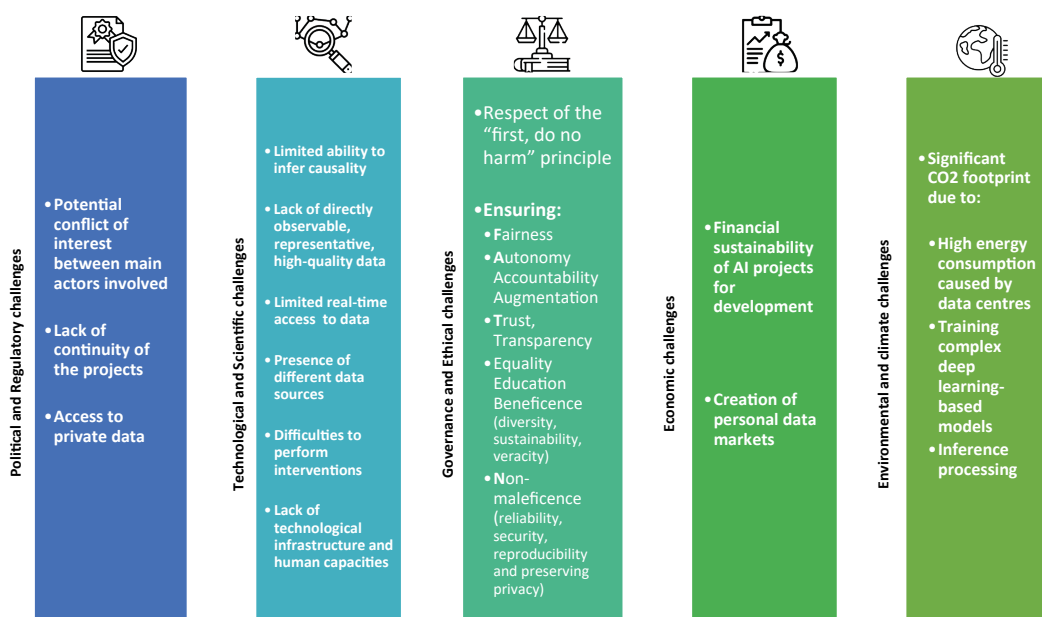 Political and Regulatory challenges
•Potential
conflict of
interest
between main
actors involved
•Lack of
continuity of
the projects
•Access to
private data
Technological and Scientific challenges
•Limited ability to
infer causality
•Lack of directly
observable,
representative,
high-quality data
•Limited real-time
access to data
•Presence of
different data
sources
•Difficulties to
perform
interventions
•Lack of
technological
infrastructure and
human capacities
Governance and Ethical challenges
•Respect of the
“first, do no
harm” principle
•Ensuring:
•Fairness
•Autonomy
Accountability
Augmentation
•Trust,
Transparency
•Equality
Education
Beneficence
(diversity,
sustainability,
veracity)
•Non-
maleficence
(reliability,
security,
reproducibility
and preserving
privacy)
Economic challenges
$
•Financial
sustainability
of AI projects
for
development
•Creation of
personal data
markets
Environmental and climate challenges
•Significant
CO2 footprint
due to:
•High energy
consumption
caused by
data centres
•Training
complex
deep
learning-
based
models
•Inference
processing